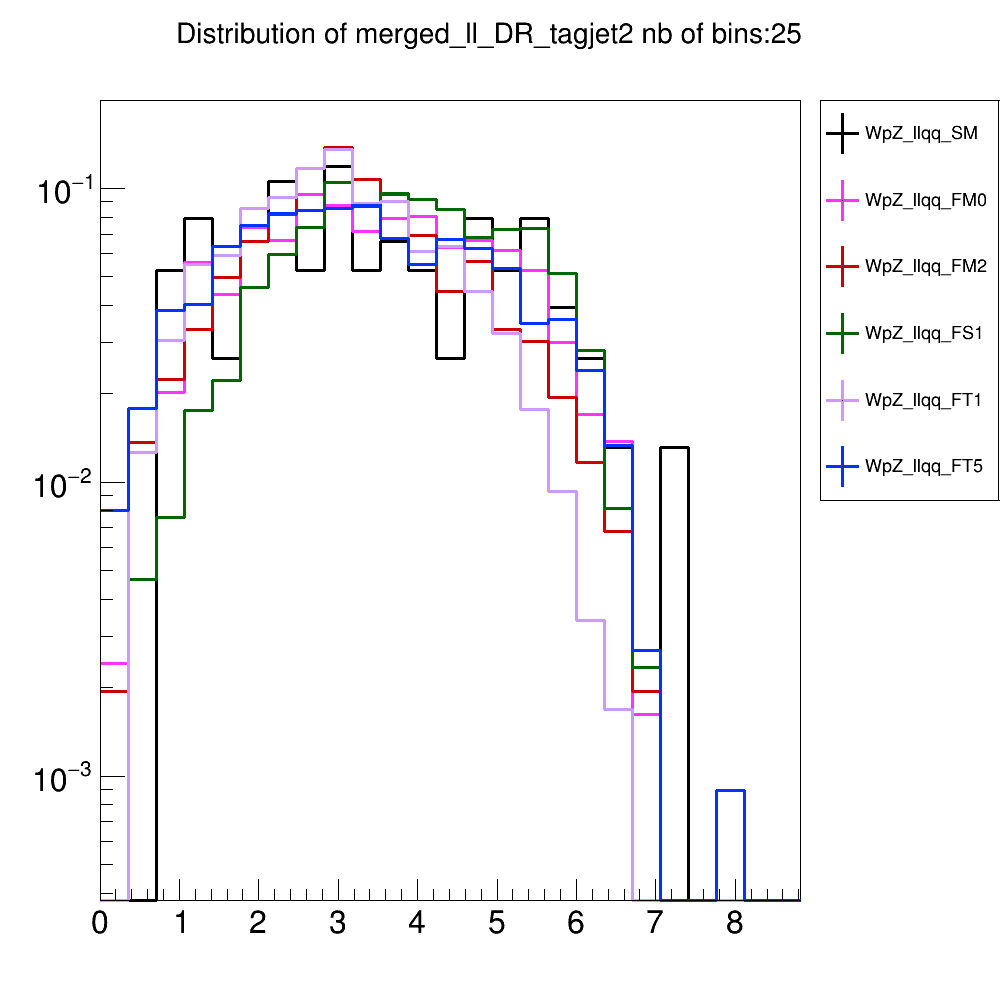 Distribution of merged_ll_DR_tagjet2 nb of bins:25
10−1
10−2
10−3
0 1 2 3 4 5 6 7 8
WpZ_llqq_SM
WpZ_llqq_FM0
WpZ_llqq_FM2
WpZ_llqq_FS1
WpZ_llqq_FT1
WpZ_llqq_FT5